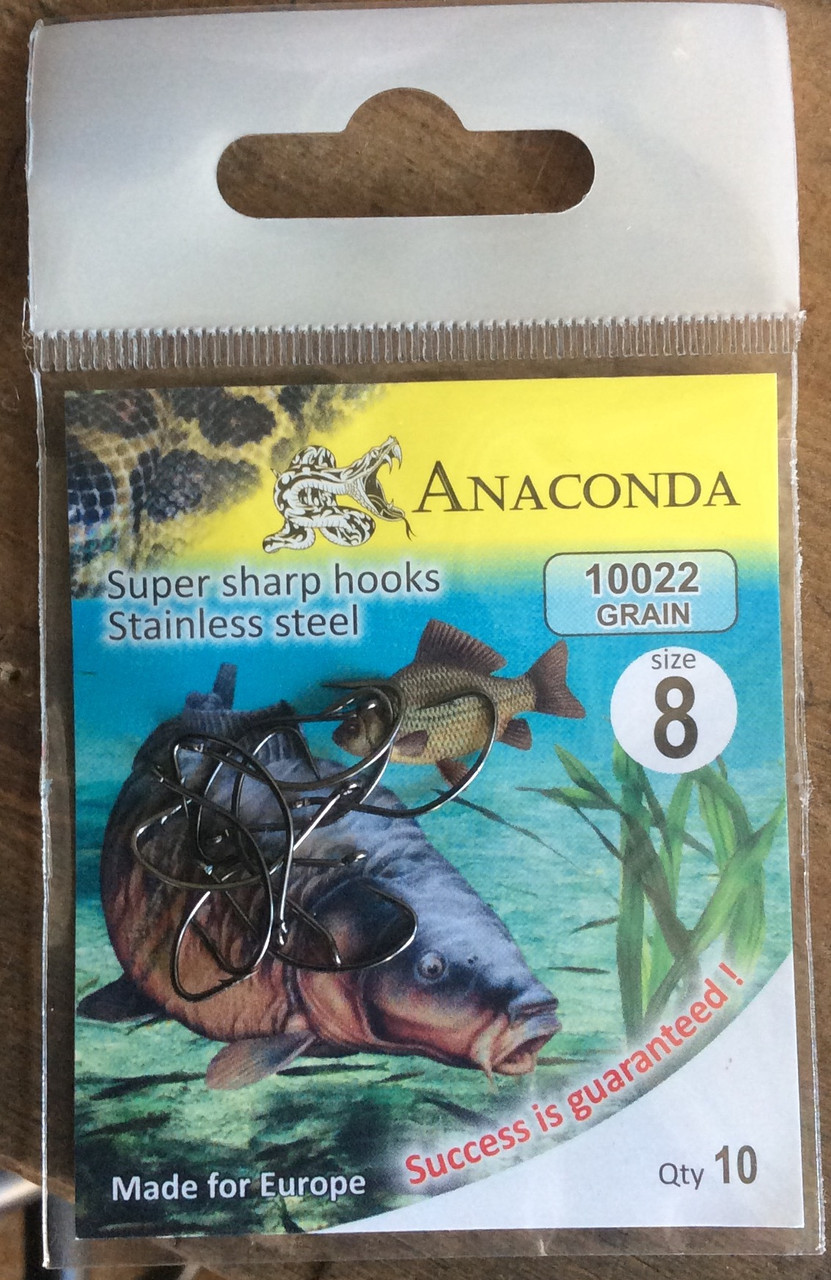 ANACONDA
Super sharp hooks
Stainless steel
10022
GRAIN
size
8
Success is guaranteed !
Made for Europe
Qty 10